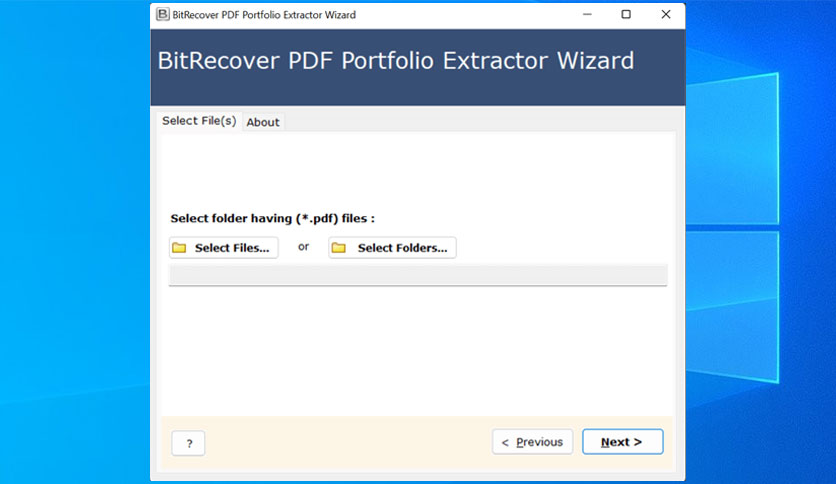 BitRecover PDF Portfolio Extractor Wizard
BitRecover PDF Portfolio Extractor Wizard
Select File(s) About
Select folder having (*.pdf) files :
Select Files... or Select Folders...
? < Previous Next >